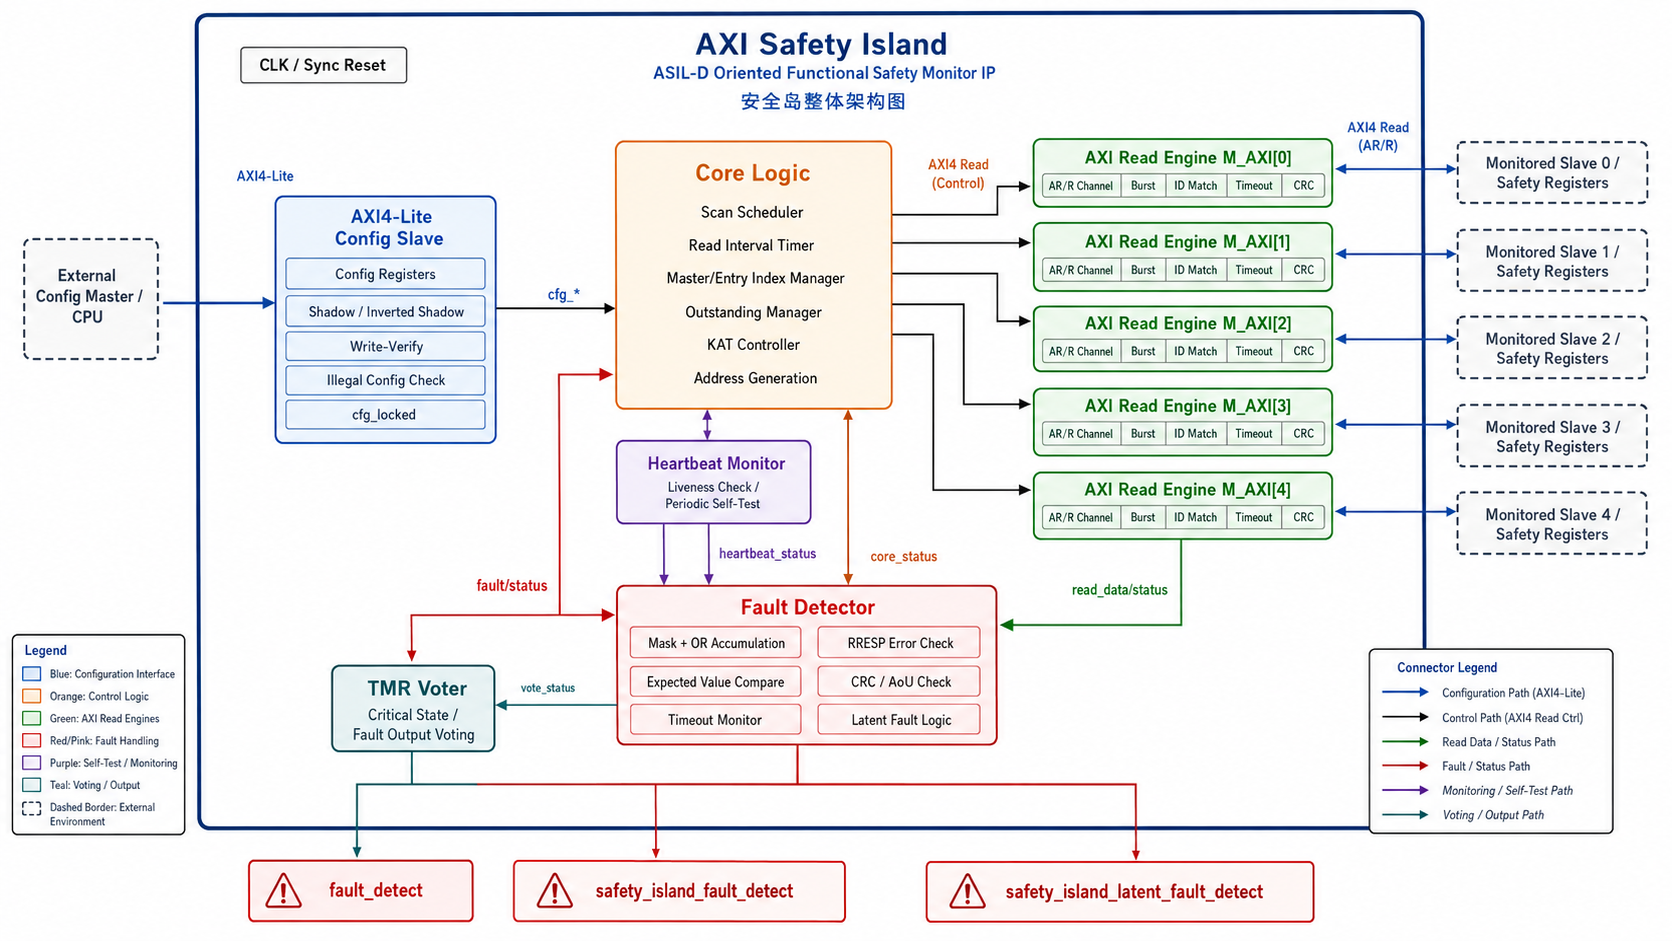 AXI Safety Island
ASIL-D Oriented Functional Safety Monitor IP
安全岛整体架构图
CLK / Sync Reset
External
Config Master /
CPU
AXI4-Lite
AXI4-Lite
Config Slave
Config Registers
Shadow / Inverted Shadow
Write-Verify
Illegal Config Check
cfg_locked
cfg_*
Core Logic
Scan Scheduler
Read Interval Timer
Master/Entry Index Manager
Outstanding Manager
KAT Controller
Address Generation
AXI4 Read
(Control)
AXI Read Engine M_AXI[0]
AR/R Channel
Burst
ID Match
Timeout
CRC
AXI Read Engine M_AXI[1]
AR/R Channel
Burst
ID Match
Timeout
CRC
AXI Read Engine M_AXI[2]
AR/R Channel
Burst
ID Match
Timeout
CRC
AXI Read Engine M_AXI[3]
AR/R Channel
Burst
ID Match
Timeout
CRC
AXI Read Engine M_AXI[4]
AR/R Channel
Burst
ID Match
Timeout
CRC
AXI4 Read
(AR/R)
Monitored Slave 0 /
Safety Registers
Monitored Slave 1 /
Safety Registers
Monitored Slave 2 /
Safety Registers
Monitored Slave 3 /
Safety Registers
Monitored Slave 4 /
Safety Registers
Heartbeat Monitor
Liveness Check /
Periodic Self-Test
heartbeat_status
core_status
fault/status
read_data/status
Fault Detector
Mask + OR Accumulation
RRESP Error Check
Expected Value Compare
CRC / AoU Check
Timeout Monitor
Latent Fault Logic
TMR Voter
Critical State /
Fault Output Voting
vote_status
Legend
Blue: Configuration Interface
Orange: Control Logic
Green: AXI Read Engines
Red/Pink: Fault Handling
Purple: Self-Test / Monitoring
Teal: Voting / Output
Dashed Border: External
Environment
Connector Legend
Configuration Path (AXI4-Lite)
Control Path (AXI4 Read Ctrl)
Read Data / Status Path
Fault / Status Path
Monitoring / Self-Test Path
Voting / Output Path
fault_detect
safety_island_fault_detect
safety_island_latent_fault_detect